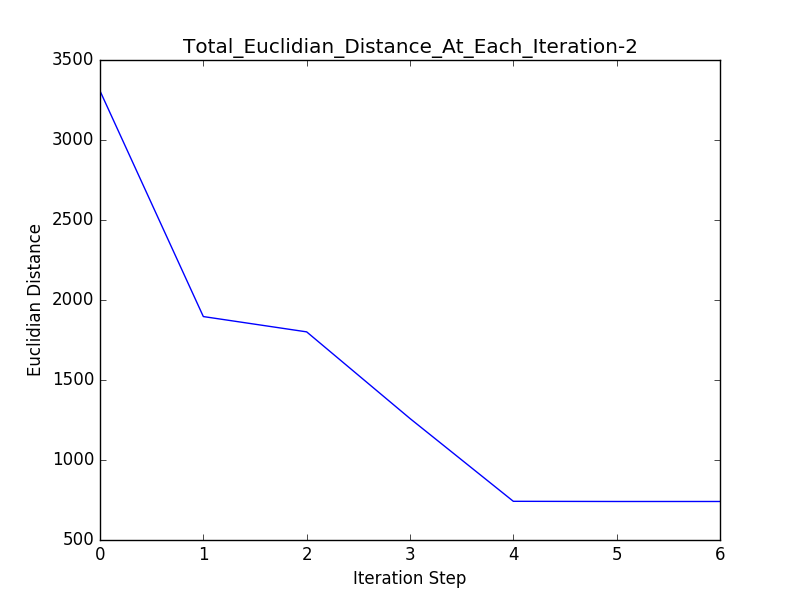 Total_Euclidian_Distance_At_Each_Iteration-2
3500
3000
2500
2000
1500
1000
500
Euclidian Distance
0 1 2 3 4 5 6
Iteration Step